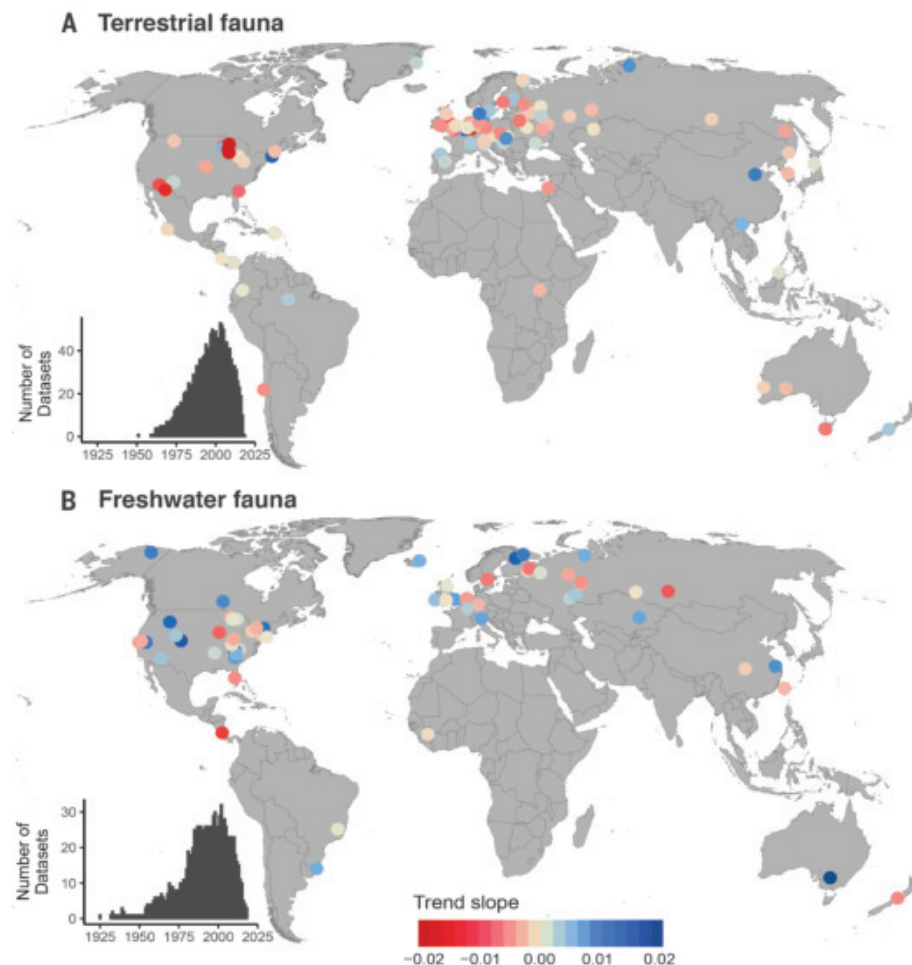 A Terrestrial fauna
Number of
Datasets
40
20
0
1925 1950 1975 2000 2025
B Freshwater fauna
Number of
Datasets
30
20
10
0
1925 1950 1975 2000 2025
Trend slope
-0.02 -0.01 0.00 0.01 0.02